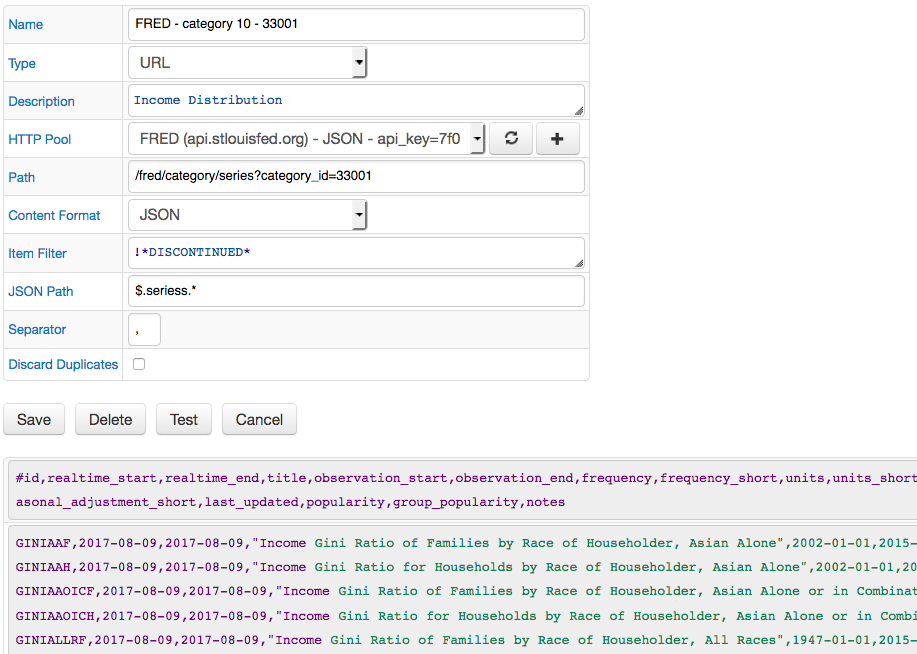 Name FRED - category 10 - 33001
Type URL
Description Income Distribution
HTTP Pool FRED (api.stlouisfed.org) - JSON - api_key=7f0
Path /fred/category/series?category_id=33001
Content Format JSON
Item Filter !*DISCONTINUED*
JSON Path $.seriess.*
Separator ,
Discard Duplicates
Save Delete Test Cancel
#id,realtime_start,realtime_end,title,observation_start,observation_end,frequency,frequency_short,units,units_short
asonal_adjustment_short,last_updated,popularity,group_popularity,notes
GINIAAF,2017-08-09,2017-08-09,"Income Gini Ratio of Families by Race of Householder, Asian Alone",2002-01-01,2015-
GINIAAH,2017-08-09,2017-08-09,"Income Gini Ratio for Households by Race of Householder, Asian Alone",2002-01-01,20
GINIAAOICF,2017-08-09,2017-08-09,"Income Gini Ratio of Families by Race of Householder, Asian Alone or in Combinat
GINIAAOICH,2017-08-09,2017-08-09,"Income Gini Ratio for Households by Race of Householder, Asian Alone or in Combi
GINIALLRF,2017-08-09,2017-08-09,"Income Gini Ratio of Families by Race of Householder, All Races",1947-01-01,2015-